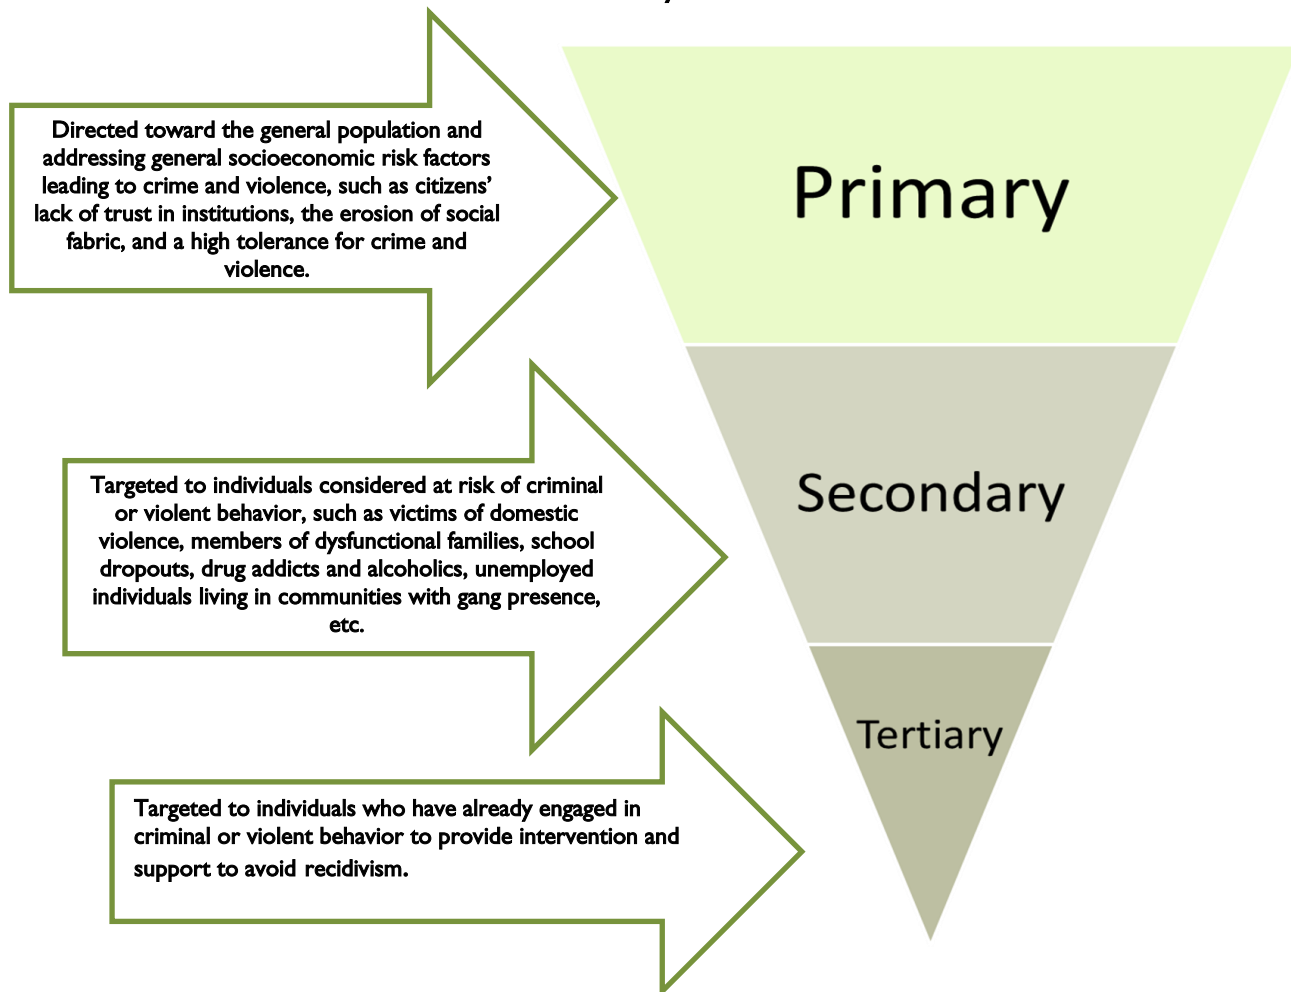 Directed toward the general population and
addressing general socioeconomic risk factors
leading to crime and violence, such as citizens’
lack of trust in institutions, the erosion of social
fabric, and a high tolerance for crime and
violence.
Primary
Targeted to individuals considered at risk of criminal
or violent behavior, such as victims of domestic
violence, members of dysfunctional families, school
dropouts, drug addicts and alcoholics, unemployed
individuals living in communities with gang presence,
etc.
Secondary
Tertiary
Targeted to individuals who have already engaged in
criminal or violent behavior to provide intervention and
support to avoid recidivism.